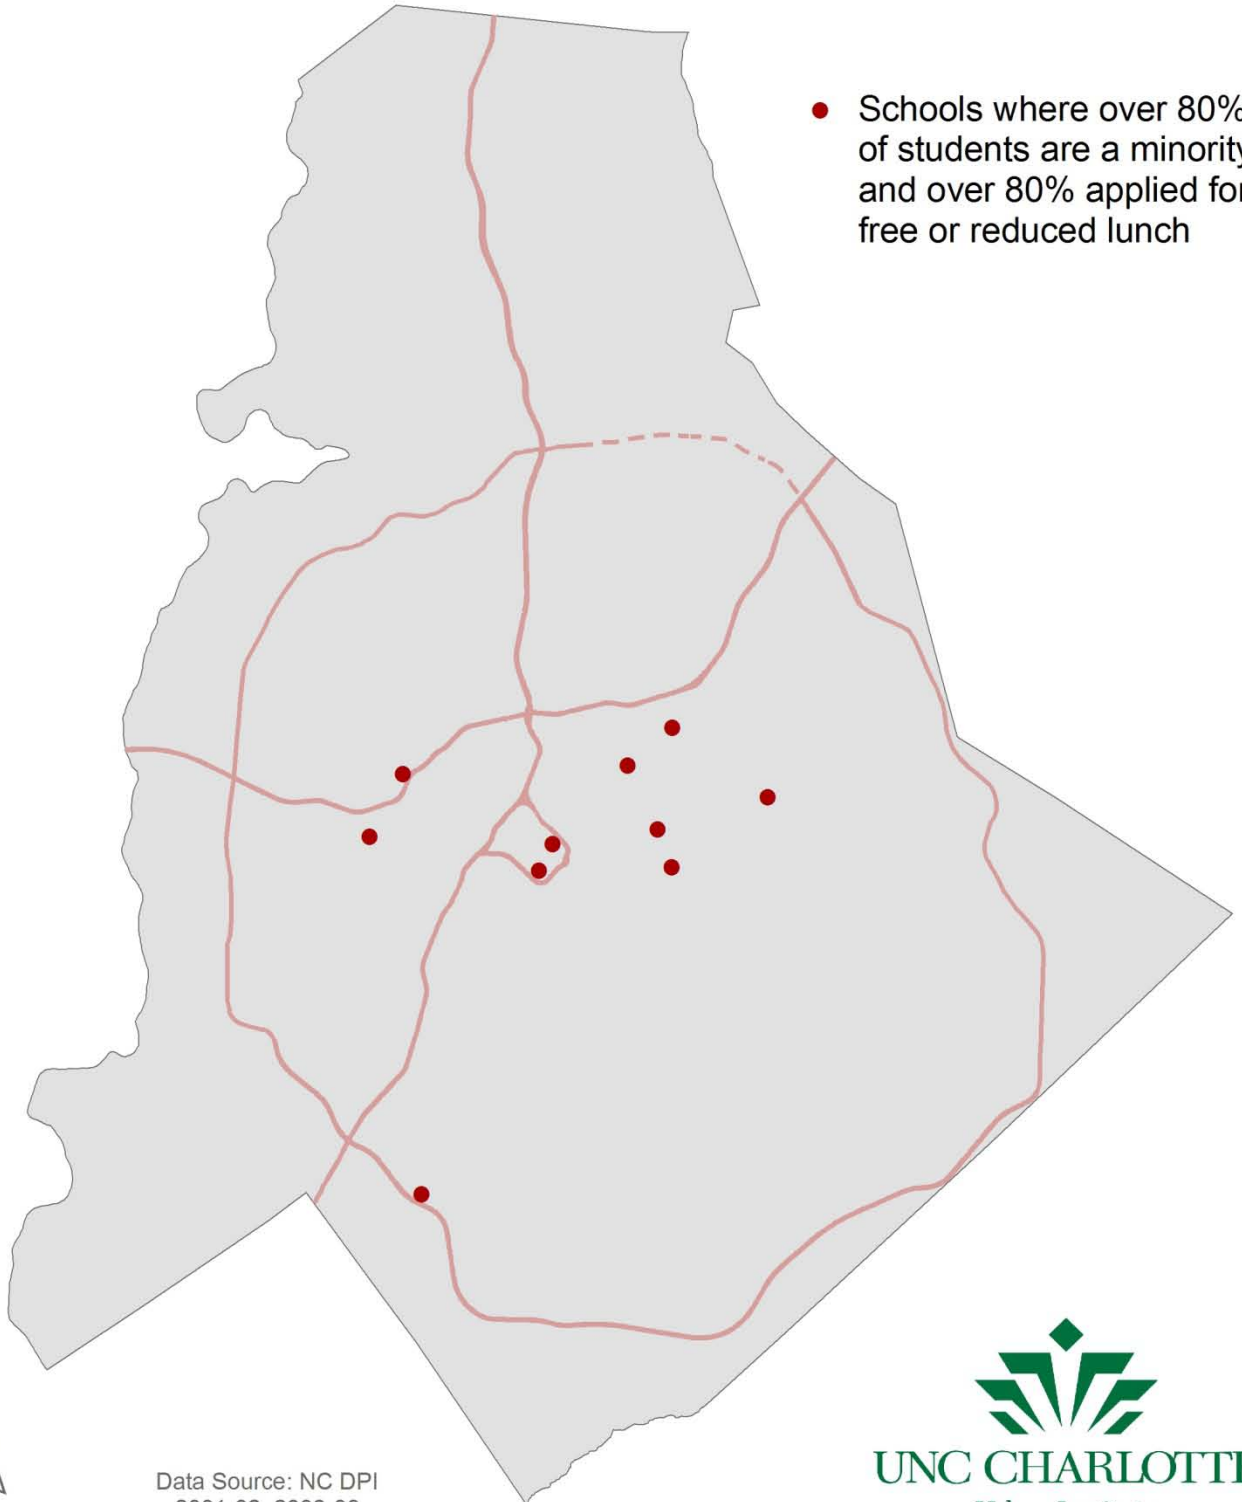 Schools where over 80%
of students are a minority
and over 80% applied for
free or reduced lunch
Data Source: NC DPI
UNC CHARLOTTE